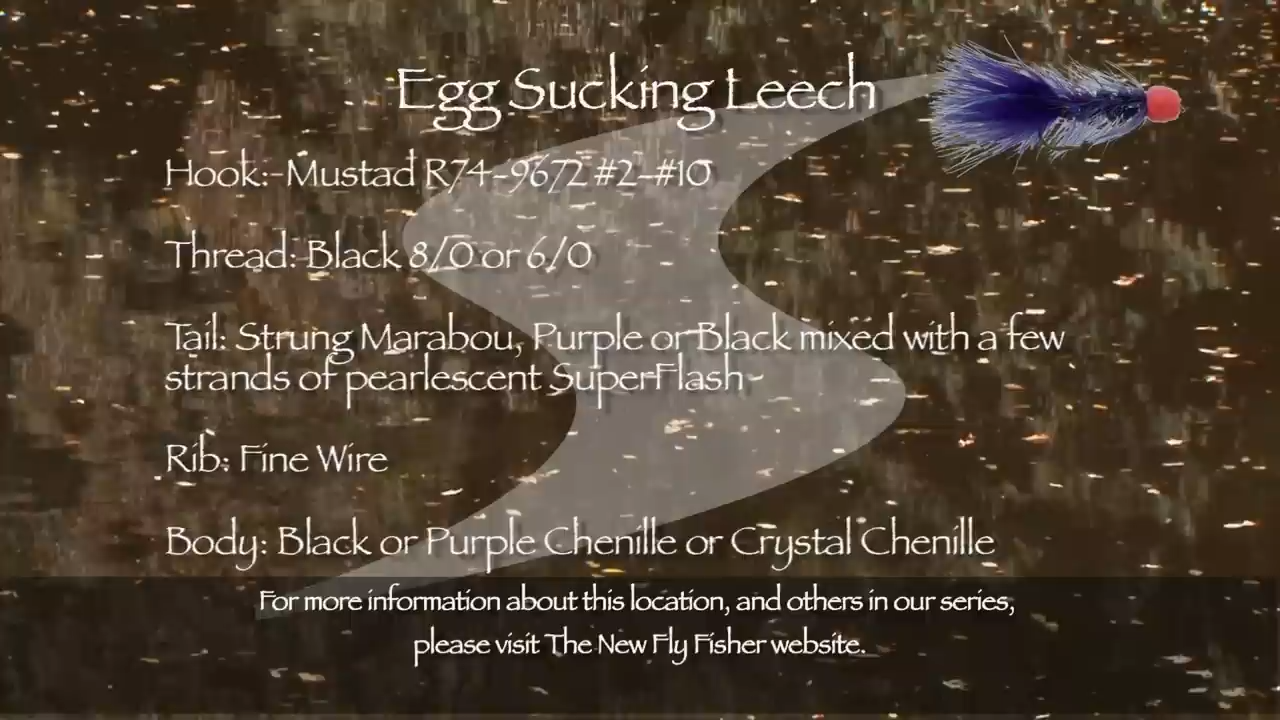 Egg Sucking Leech
Hook: Mustad R74-9672 #2-#10
Thread: Black 8/0 or 6/0
Tail: Strung Marabou, Purple or Black mixed with a few
strands of pearlescent SuperFlash
Rib: Fine Wire
Body: Black or Purple Chenille or Crystal Chenille
For more information about this location, and others in our series,
please visit The New Fly Fisher website.